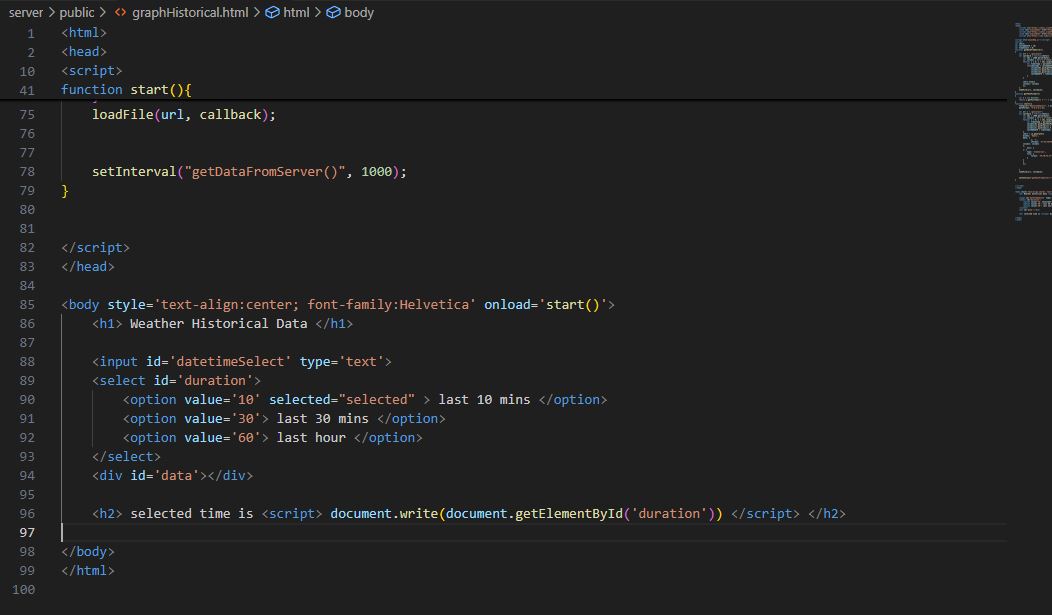 server > public > <> graphHistorical.html > html > body
1 <html>
2 <head>
10 <script>
41 function start(){
75 loadFile(url, callback);
76
77
78 setInterval("getDataFromServer()", 1000);
79 }
80
81
82 </script>
83 </head>
84
85 <body style='text-align:center; font-family:Helvetica' onload='start()'>
86 <h1> Weather Historical Data </h1>
87
88 <input id='datetimeSelect' type='text'>
89 <select id='duration'>
90 <option value='10' selected="selected" > last 10 mins </option>
91 <option value='30'> last 30 mins </option>
92 <option value='60'> last hour </option>
93 </select>
94 <div id='data'></div>
95
96 <h2> selected time is <script> document.write(document.getElementById('duration')) </script> </h2>
97
98 </body>
99 </html>
100